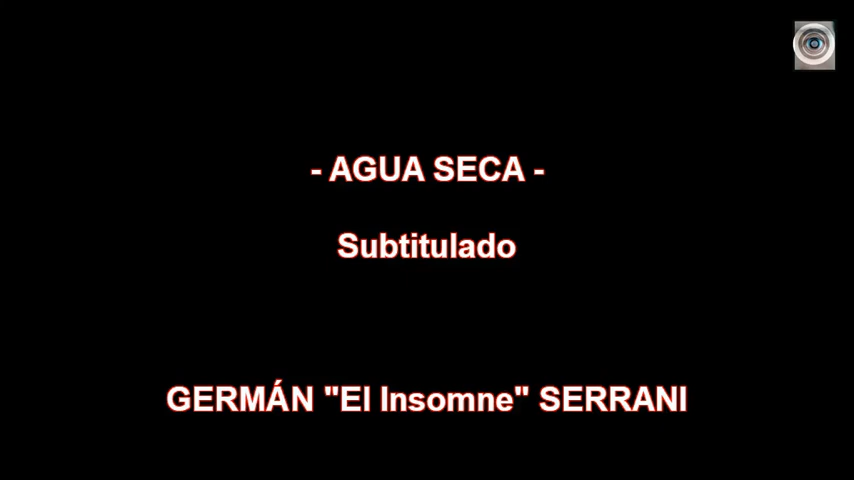 - AGUA SECA -
Subtitulado
GERMÁN "El Insomne" SERRANI